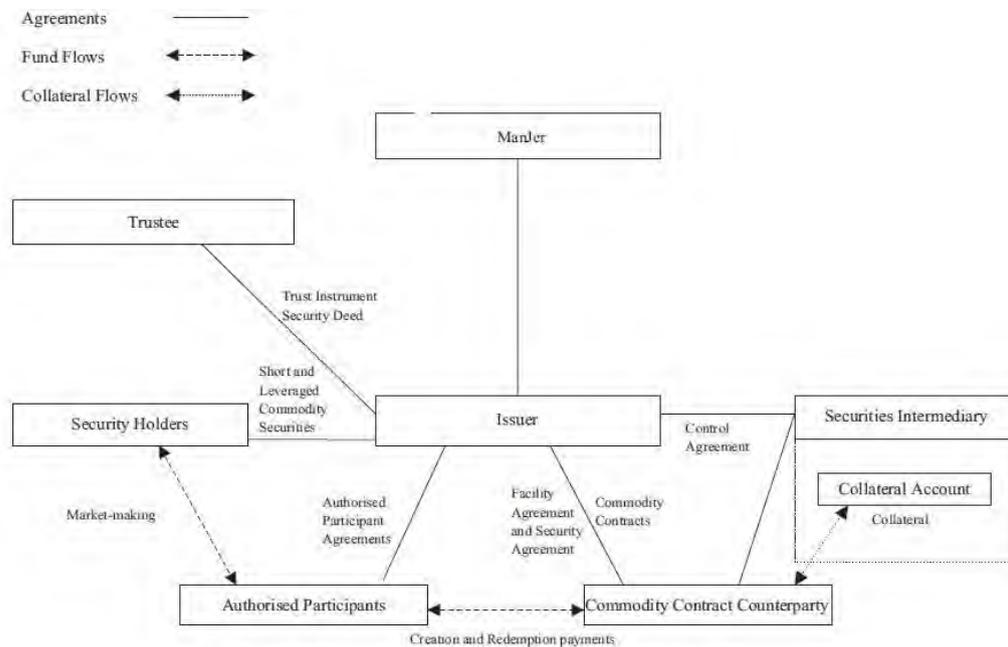 Agreements
Fund Flows
Collateral Flows
ManJer
Trustee
Trust Instrument
Security Deed
Short and
Leveraged
Commodity
Securities
Security Holders
Issuer
Securities Intermediary
Control
Agreement
Collateral Account
Collateral
Market-making
Authorised
Participant
Agreements
Facility
Agreement
and Security
Agreement
Commodity
Contracts
Authorised Participants
Commodity Contract Counterparty
Creation and Redemption payments